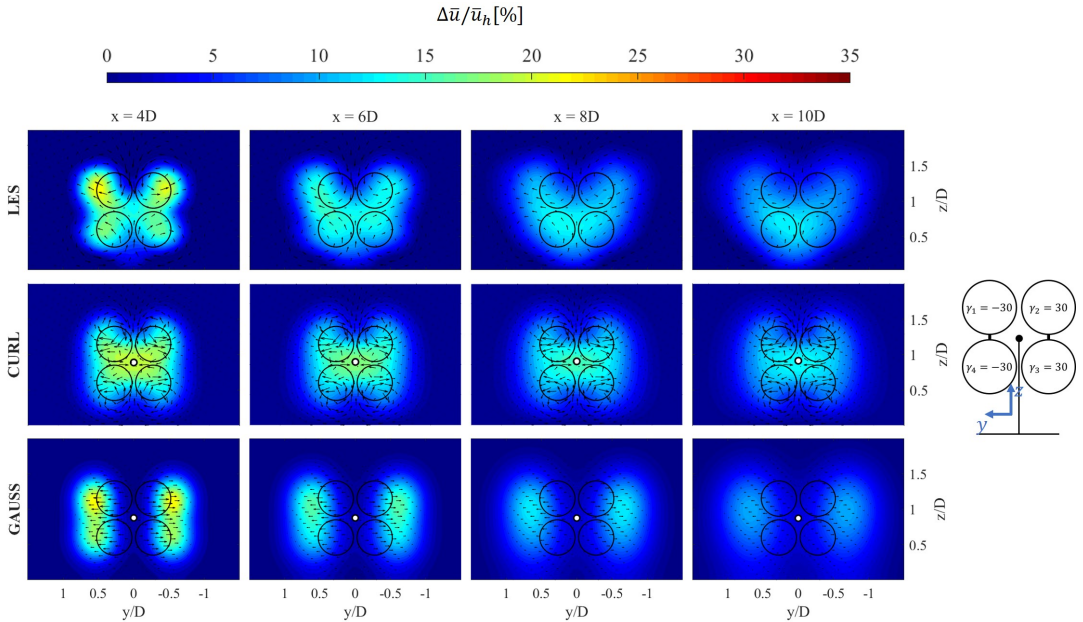 Δū/ū_h[%]
0 5 10 15 20 25 30 35
x = 4D x = 6D x = 8D x = 10D
LES
1.5
1
0.5
z/D
CURL
1.5
1
0.5
z/D
γ₁ = −30 γ₂ = 30
γ₄ = −30 γ₃ = 30
z
y
GAUSS
1.5
1
0.5
z/D
1 0.5 0 -0.5 -1 1 0.5 0 -0.5 -1 1 0.5 0 -0.5 -1 1 0.5 0 -0.5 -1
y/D y/D y/D y/D